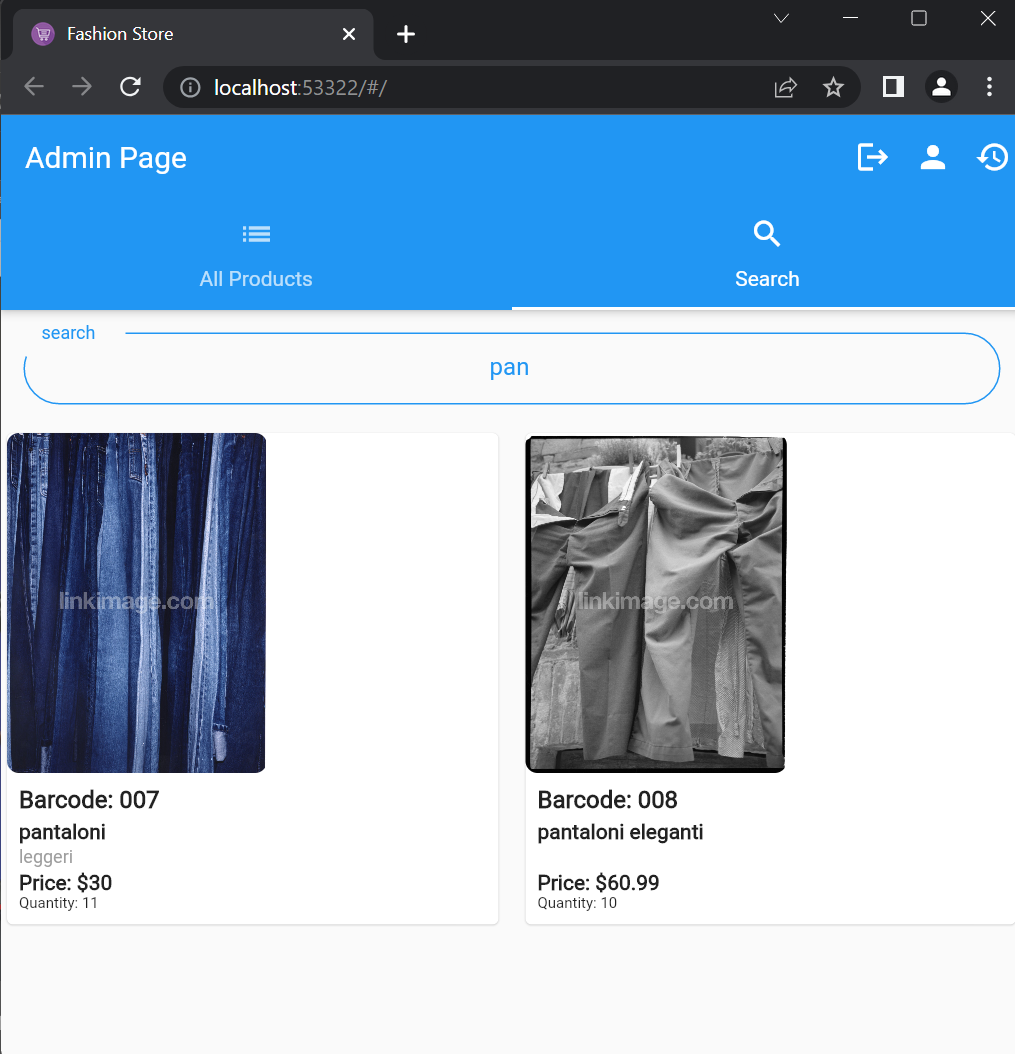 Fashion Store
localhost:53322/#/
Admin Page
All Products
Search
search
pan
linkimage.com
linkimage.com
Barcode: 007
pantaloni
leggeri
Price: $30
Quantity: 11
Barcode: 008
pantaloni eleganti
Price: $60.99
Quantity: 10